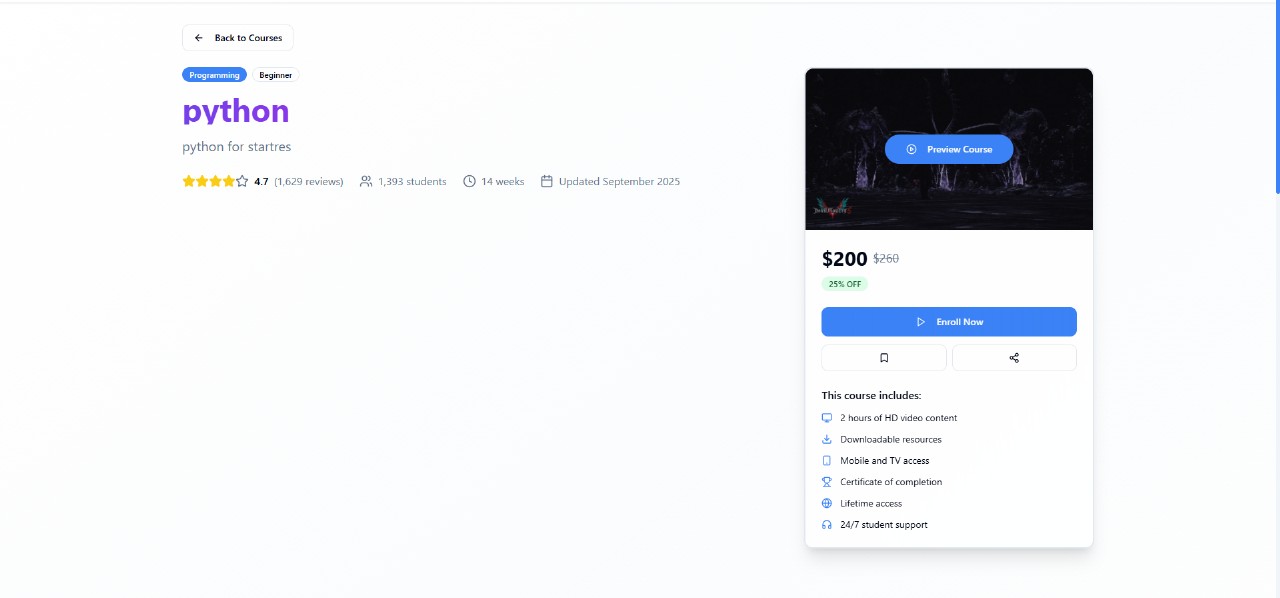 Back to Courses
Programming Beginner
python
python for startres
4.7 (1,629 reviews) 1,393 students 14 weeks Updated September 2025
Preview Course
$200 $260
25% OFF
Enroll Now
This course includes:
2 hours of HD video content
Downloadable resources
Mobile and TV access
Certificate of completion
Lifetime access
24/7 student support